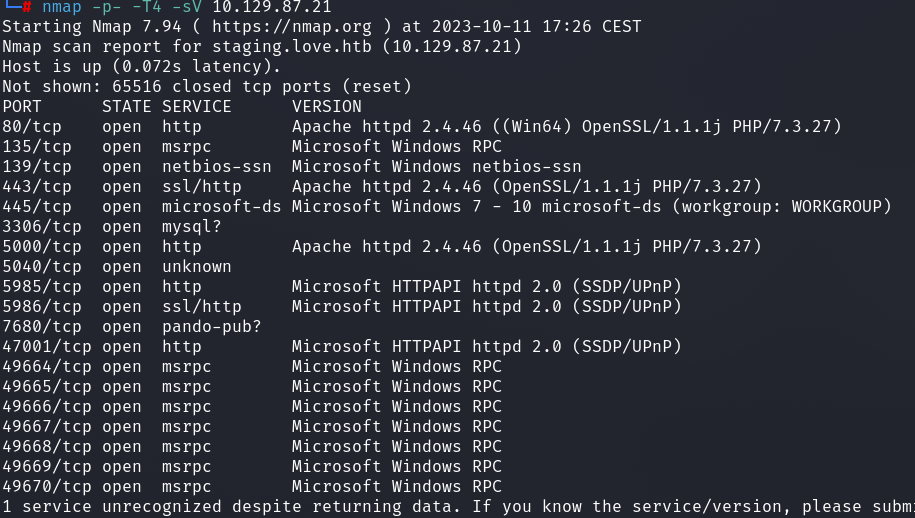 └─# nmap -p- -T4 -sV 10.129.87.21
Starting Nmap 7.94 ( https://nmap.org ) at 2023-10-11 17:26 CEST
Nmap scan report for staging.love.htb (10.129.87.21)
Host is up (0.072s latency).
Not shown: 65516 closed tcp ports (reset)
PORT      STATE SERVICE      VERSION
80/tcp    open  http         Apache httpd 2.4.46 ((Win64) OpenSSL/1.1.1j PHP/7.3.27)
135/tcp   open  msrpc        Microsoft Windows RPC
139/tcp   open  netbios-ssn  Microsoft Windows netbios-ssn
443/tcp   open  ssl/http     Apache httpd 2.4.46 (OpenSSL/1.1.1j PHP/7.3.27)
445/tcp   open  microsoft-ds Microsoft Windows 7 - 10 microsoft-ds (workgroup: WORKGROUP)
3306/tcp  open  mysql?
5000/tcp  open  http         Apache httpd 2.4.46 (OpenSSL/1.1.1j PHP/7.3.27)
5040/tcp  open  unknown
5985/tcp  open  http         Microsoft HTTPAPI httpd 2.0 (SSDP/UPnP)
5986/tcp  open  ssl/http     Microsoft HTTPAPI httpd 2.0 (SSDP/UPnP)
7680/tcp  open  pando-pub?
47001/tcp open  http         Microsoft HTTPAPI httpd 2.0 (SSDP/UPnP)
49664/tcp open  msrpc        Microsoft Windows RPC
49665/tcp open  msrpc        Microsoft Windows RPC
49666/tcp open  msrpc        Microsoft Windows RPC
49667/tcp open  msrpc        Microsoft Windows RPC
49668/tcp open  msrpc        Microsoft Windows RPC
49669/tcp open  msrpc        Microsoft Windows RPC
49670/tcp open  msrpc        Microsoft Windows RPC
1 service unrecognized despite returning data. If you know the service/version, please